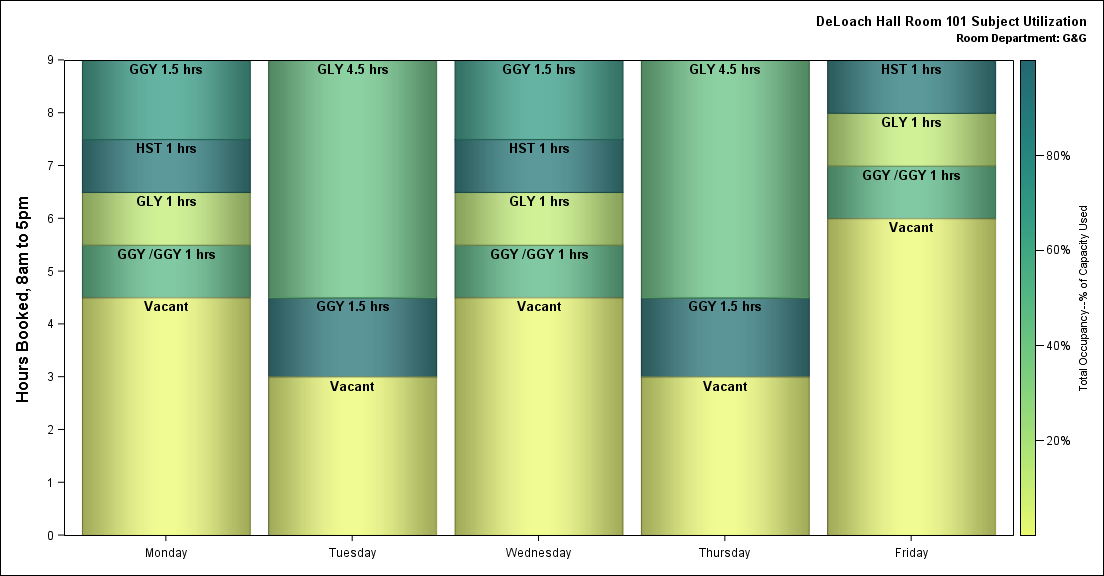 DeLoach Hall Room 101 Subject Utilization
Room Department: G&G
Hours Booked, 8am to 5pm
9
8
7
6
5
4
3
2
1
0
GGY 1.5 hrs
HST 1 hrs
GLY 1 hrs
GGY /GGY 1 hrs
Vacant
Monday
GLY 4.5 hrs
GGY 1.5 hrs
Vacant
Tuesday
GGY 1.5 hrs
HST 1 hrs
GLY 1 hrs
GGY /GGY 1 hrs
Vacant
Wednesday
GLY 4.5 hrs
GGY 1.5 hrs
Vacant
Thursday
HST 1 hrs
GLY 1 hrs
GGY /GGY 1 hrs
Vacant
Friday
80%
60%
40%
20%
Total Occupancy--% of Capacity Used